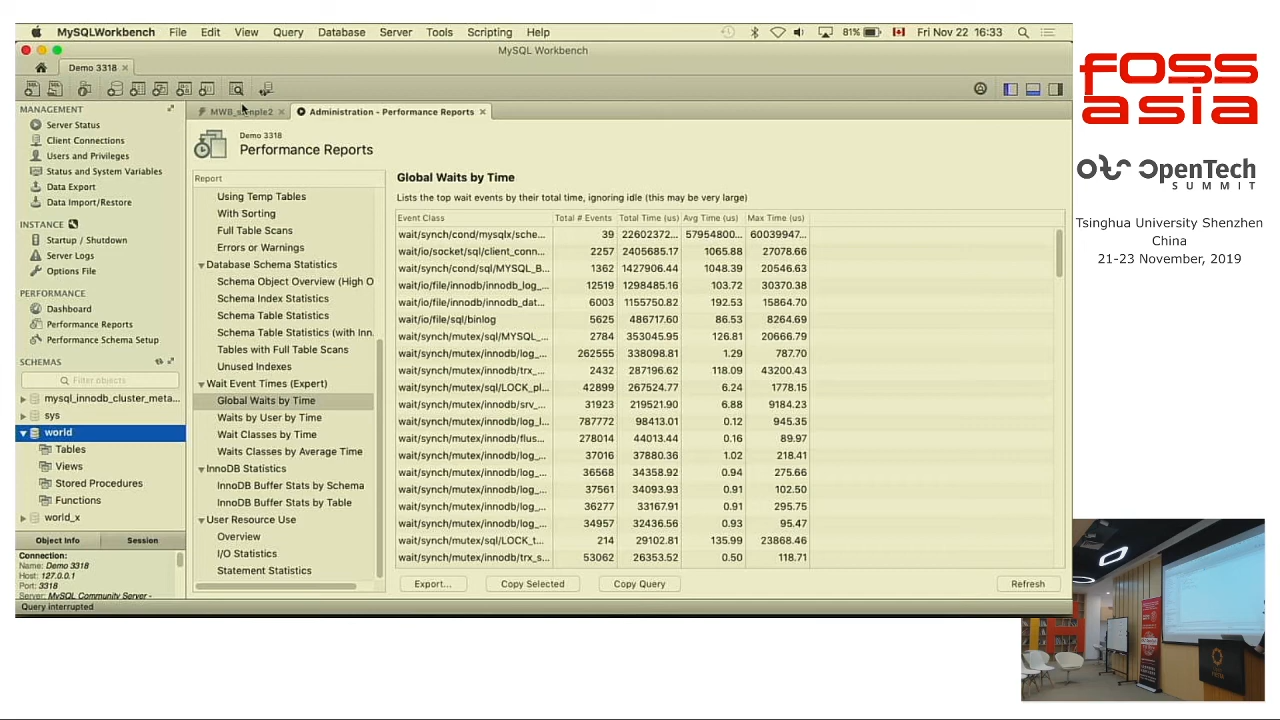 MySQLWorkbench File Edit View Query Database Server Tools Scripting Help 81% Fri Nov 22 16:33
MySQL Workbench
Demo 3318
MANAGEMENT
Server Status
Client Connections
Users and Privileges
Status and System Variables
Data Export
Data Import/Restore
INSTANCE
Startup / Shutdown
Server Logs
Options File
PERFORMANCE
Dashboard
Performance Reports
Performance Schema Setup
SCHEMAS
Filter objects
mysql_innodb_cluster_meta...
sys
world
Tables
Views
Stored Procedures
Functions
world_x
Object Info Session
Connection:
Name: Demo 3318
Host: 127.0.0.1
Port: 3318
Server: MySQL Community Server -
Query interrupted
Administration - Performance Reports
Demo 3318
Performance Reports
Report
Using Temp Tables
With Sorting
Full Table Scans
Errors or Warnings
Database Schema Statistics
Schema Object Overview (High O
Schema Index Statistics
Schema Table Statistics
Schema Table Statistics (with Inn.
Tables with Full Table Scans
Unused Indexes
Wait Event Times (Expert)
Global Waits by Time
Waits by User by Time
Wait Classes by Time
Waits Classes by Average Time
InnoDB Statistics
InnoDB Buffer Stats by Schema
InnoDB Buffer Stats by Table
User Resource Use
Overview
I/O Statistics
Statement Statistics
Global Waits by Time
Lists the top wait events by their total time, ignoring idle (this may be very large)
Event Class Total # Events Total Time (us) Avg Time (us) Max Time (us)
wait/synch/cond/mysqlx/sche... 39 22602372... 57954800... 60039947...
wait/io/socket/sql/client_conn... 2257 2405685.17 1065.88 27078.66
wait/synch/cond/sql/MYSQL_B... 1362 1427906.44 1048.39 20546.63
wait/io/file/innodb/innodb_log_... 12519 1298485.16 103.72 30370.38
wait/io/file/innodb/innodb_dat... 6003 1155750.82 192.53 15864.70
wait/io/file/sql/binlog 5625 486717.60 86.53 8264.69
wait/synch/mutex/sql/MYSQL_... 2784 353045.95 126.81 20666.79
wait/synch/mutex/innodb/log_... 262555 338098.81 1.29 787.70
wait/synch/mutex/innodb/trx_... 2432 287196.62 118.09 43200.43
wait/synch/mutex/sql/LOCK_pl... 42899 267524.77 6.24 1778.15
wait/synch/mutex/innodb/srv_... 31923 219521.90 6.88 9184.23
wait/synch/mutex/innodb/log_l... 787772 98413.01 0.12 945.35
wait/synch/mutex/innodb/flus... 278014 44013.44 0.16 89.97
wait/synch/mutex/innodb/log_... 37016 37880.36 1.02 218.41
wait/synch/mutex/innodb/log_... 36568 34358.92 0.94 275.66
wait/synch/mutex/innodb/log_... 37561 34093.93 0.91 102.50
wait/synch/mutex/innodb/log_... 36277 33167.91 0.91 295.75
wait/synch/mutex/innodb/log_... 34957 32436.56 0.93 95.47
wait/synch/mutex/sql/LOCK_t... 214 29102.81 135.99 23868.46
wait/synch/mutex/innodb/trx_s... 53062 26353.52 0.50 118.71
Export... Copy Selected Copy Query Refresh
FOSS
ASIA
OpenTech
SUMMIT
Tsinghua University Shenzhen
China
21-23 November, 2019